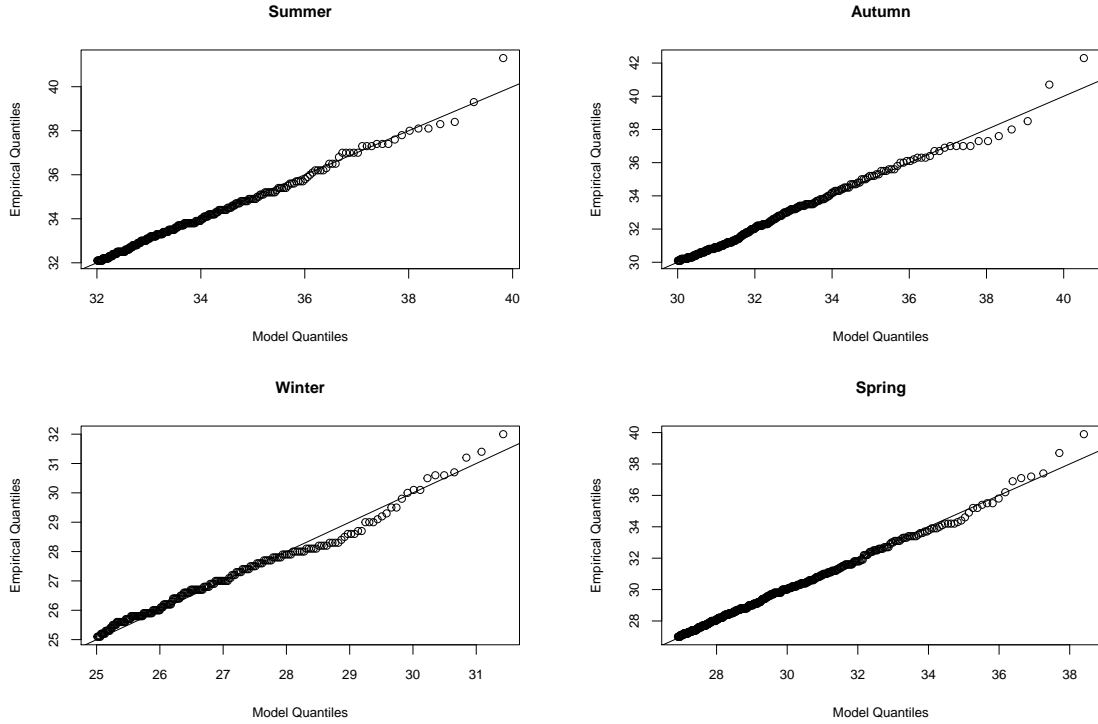 Summer
Empirical Quantiles
32 34 36 38 40
32 34 36 38 40
Model Quantiles
Autumn
Empirical Quantiles
30 32 34 36 38 40 42
30 32 34 36 38 40
Model Quantiles
Winter
Empirical Quantiles
25 26 27 28 29 30 31 32
25 26 27 28 29 30 31
Model Quantiles
Spring
Empirical Quantiles
28 30 32 34 36 38 40
28 30 32 34 36 38
Model Quantiles